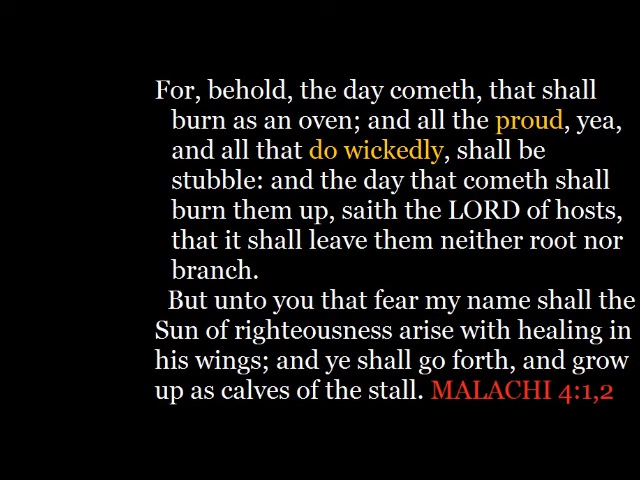 For, behold, the day cometh, that shall
burn as an oven; and all the proud, yea,
and all that do wickedly, shall be
stubble: and the day that cometh shall
burn them up, saith the LORD of hosts,
that it shall leave them neither root nor
branch.
But unto you that fear my name shall the
Sun of righteousness arise with healing in
his wings; and ye shall go forth, and grow
up as calves of the stall. MALACHI 4:1,2